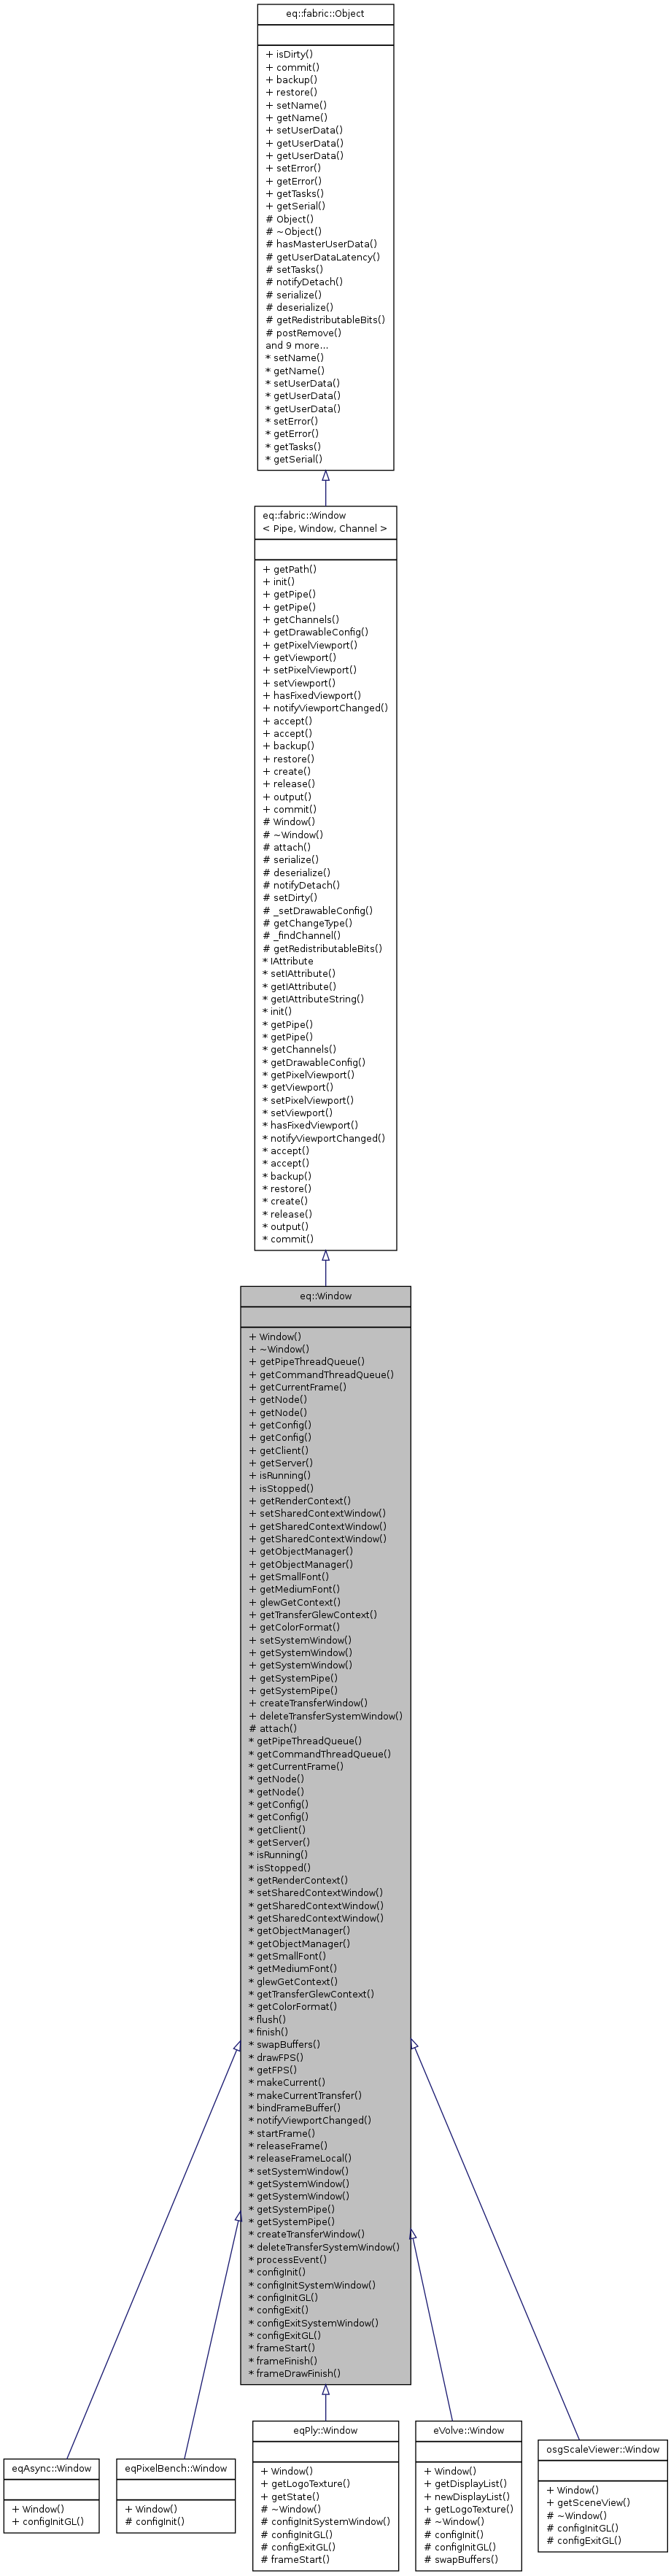 eq::fabric::Object
+ isDirty()
+ commit()
+ backup()
+ restore()
+ setName()
+ getName()
+ setUserData()
+ getUserData()
+ getUserData()
+ setError()
+ getError()
+ getTasks()
+ getSerial()
# Object()
# ~Object()
# hasMasterUserData()
# getUserDataLatency()
# setTasks()
# notifyDetach()
# serialize()
# deserialize()
# getRedistributableBits()
# postRemove()
and 9 more...
* setName()
* getName()
* setUserData()
* getUserData()
* getUserData()
* setError()
* getError()
* getTasks()
* getSerial()
eq::fabric::Window
< Pipe, Window, Channel >
+ getPath()
+ init()
+ getPipe()
+ getPipe()
+ getChannels()
+ getDrawableConfig()
+ getPixelViewport()
+ getViewport()
+ setPixelViewport()
+ setViewport()
+ hasFixedViewport()
+ notifyViewportChanged()
+ accept()
+ accept()
+ backup()
+ restore()
+ create()
+ release()
+ output()
+ commit()
# Window()
# ~Window()
# attach()
# serialize()
# deserialize()
# notifyDetach()
# setDirty()
# _setDrawableConfig()
# getChangeType()
# _findChannel()
# getRedistributableBits()
* IAttribute
* setIAttribute()
* getIAttribute()
* getIAttributeString()
* init()
* getPipe()
* getPipe()
* getChannels()
* getDrawableConfig()
* getPixelViewport()
* getViewport()
* setPixelViewport()
* setViewport()
* hasFixedViewport()
* notifyViewportChanged()
* accept()
* accept()
* backup()
* restore()
* create()
* release()
* output()
* commit()
eq::Window
+ Window()
+ ~Window()
+ getPipeThreadQueue()
+ getCommandThreadQueue()
+ getCurrentFrame()
+ getNode()
+ getNode()
+ getConfig()
+ getConfig()
+ getClient()
+ getServer()
+ isRunning()
+ isStopped()
+ getRenderContext()
+ setSharedContextWindow()
+ getSharedContextWindow()
+ getSharedContextWindow()
+ getObjectManager()
+ getObjectManager()
+ getSmallFont()
+ getMediumFont()
+ glewGetContext()
+ getTransferGlewContext()
+ getColorFormat()
+ setSystemWindow()
+ getSystemWindow()
+ getSystemWindow()
+ getSystemPipe()
+ getSystemPipe()
+ createTransferWindow()
+ deleteTransferSystemWindow()
# attach()
* getPipeThreadQueue()
* getCommandThreadQueue()
* getCurrentFrame()
* getNode()
* getNode()
* getConfig()
* getConfig()
* getClient()
* getServer()
* isRunning()
* isStopped()
* getRenderContext()
* setSharedContextWindow()
* getSharedContextWindow()
* getSharedContextWindow()
* getObjectManager()
* getObjectManager()
* getSmallFont()
* getMediumFont()
* glewGetContext()
* getTransferGlewContext()
* getColorFormat()
* flush()
* finish()
* swapBuffers()
* drawFPS()
* getFPS()
* makeCurrent()
* makeCurrentTransfer()
* bindFrameBuffer()
* notifyViewportChanged()
* startFrame()
* releaseFrame()
* releaseFrameLocal()
* setSystemWindow()
* getSystemWindow()
* getSystemWindow()
* getSystemPipe()
* getSystemPipe()
* createTransferWindow()
* deleteTransferSystemWindow()
* processEvent()
* configInit()
* configInitSystemWindow()
* configInitGL()
* configExit()
* configExitSystemWindow()
* configExitGL()
* frameStart()
* frameFinish()
* frameDrawFinish()
eqAsync::Window
+ Window()
+ configInitGL()
eqPixelBench::Window
+ Window()
# configInit()
eqPly::Window
+ Window()
+ getLogoTexture()
+ getState()
# ~Window()
# configInitSystemWindow()
# configInitGL()
# configExitGL()
# frameStart()
eVolve::Window
+ Window()
+ getDisplayList()
+ newDisplayList()
+ getLogoTexture()
# ~Window()
# configInit()
# configInitGL()
# configExitGL()
# swapBuffers()
osgScaleViewer::Window
+ Window()
+ getSceneView()
# ~Window()
# configInitGL()
# configExitGL()